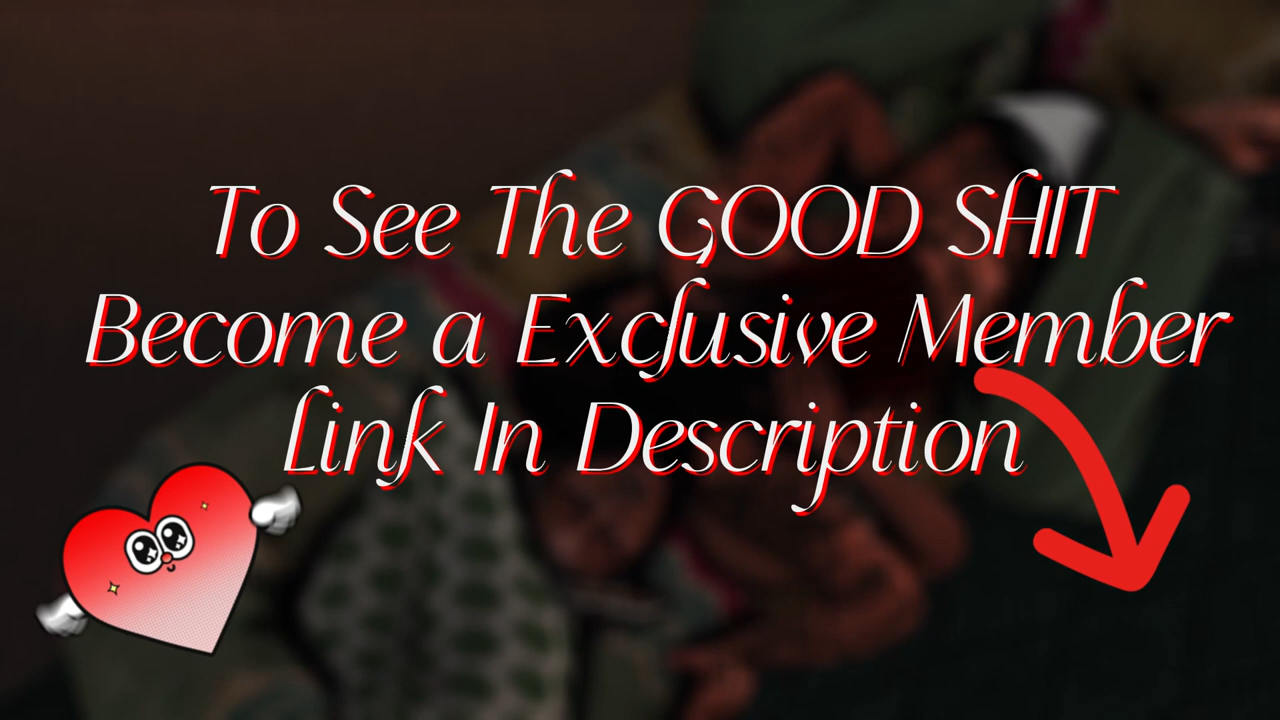 To See The GOOD SHIT
Become a Exclusive Member
Link In Description